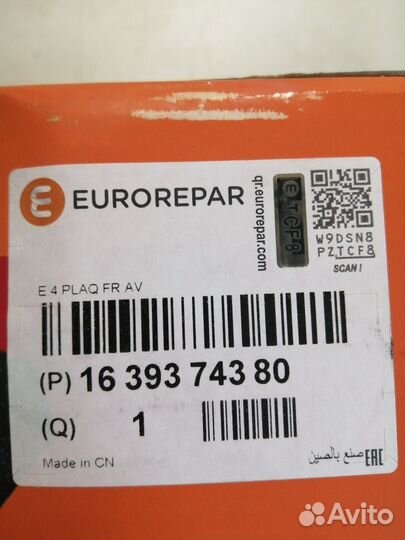 EUROREPAR
qr.eurorepar.com
E TCF8
W9DSN8
PZTCF8
SCAN!
E 4 PLAQ FR AV
(P) 16 393 743 80
(Q) 1
Made in CN
صنع بالصين
EAC
Avito